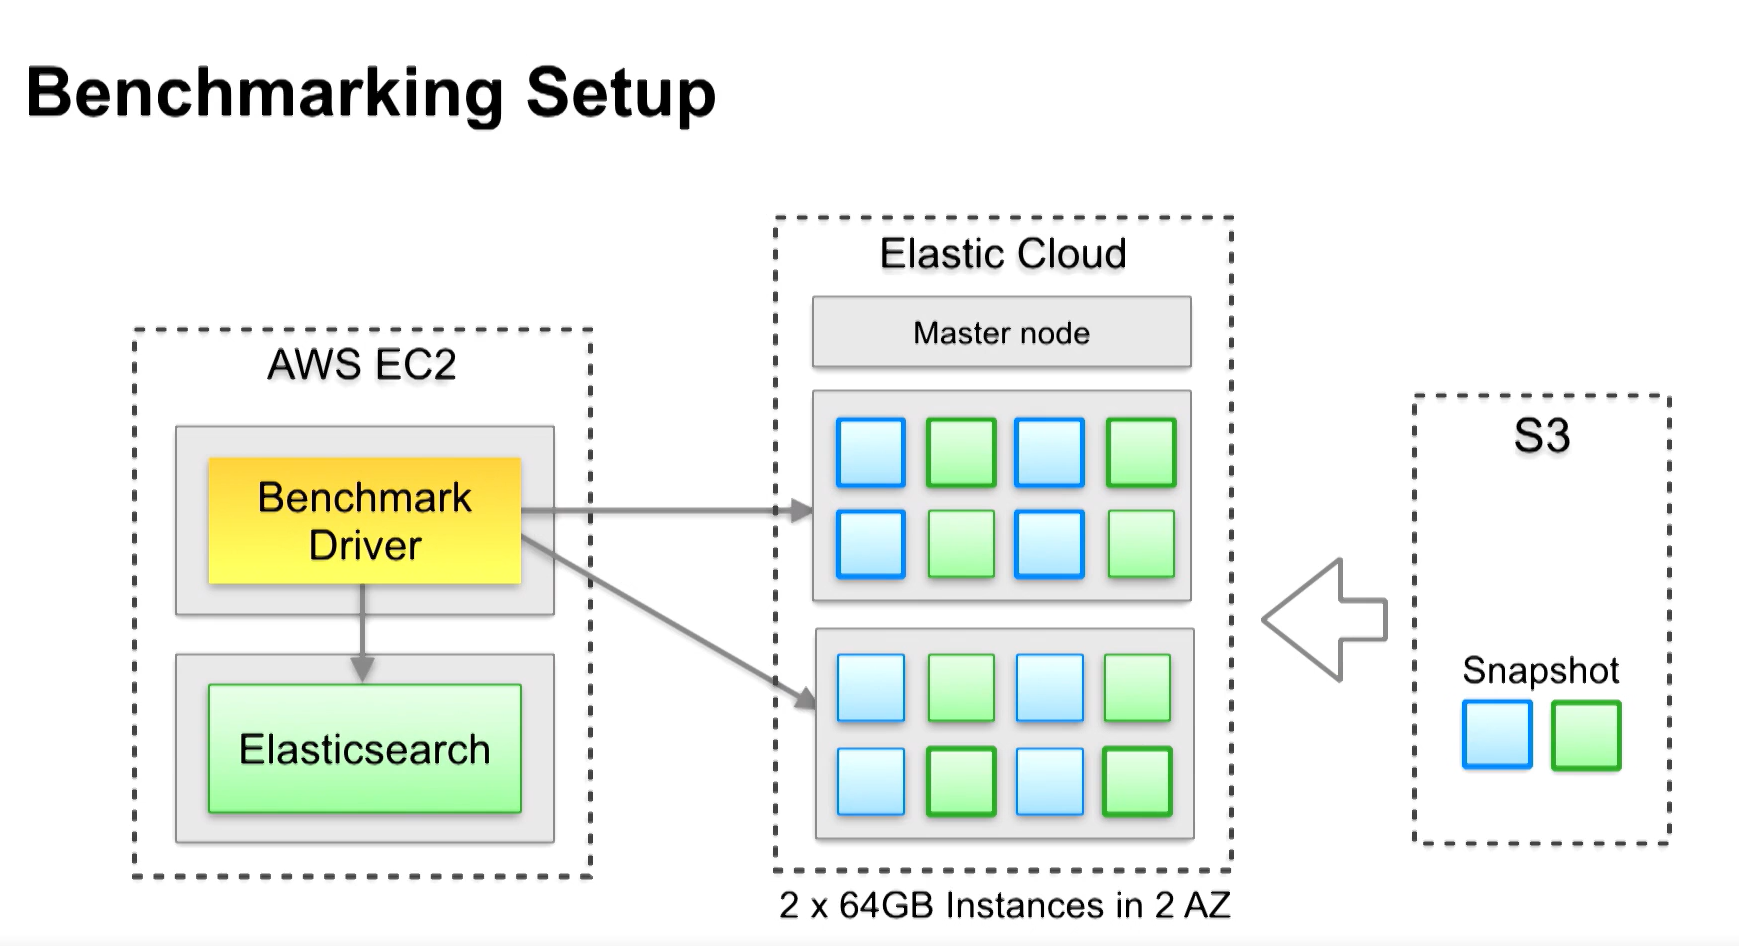 Benchmarking Setup
AWS EC2
Benchmark
Driver
Elasticsearch
Elastic Cloud
Master node
2 x 64GB Instances in 2 AZ
S3
Snapshot